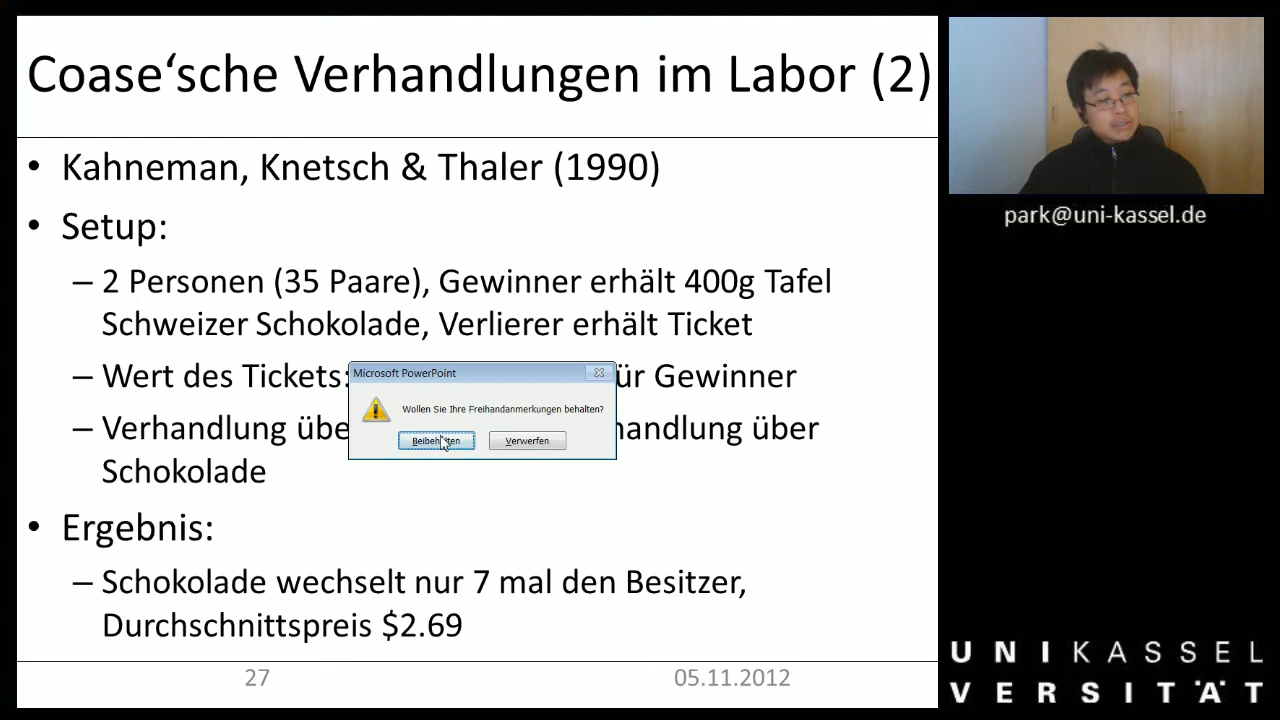 Coase‘sche Verhandlungen im Labor (2)
• Kahneman, Knetsch & Thaler (1990)
• Setup:
– 2 Personen (35 Paare), Gewinner erhält 400g Tafel
Schweizer Schokolade, Verlierer erhält Ticket
– Wert des Tickets: ür Gewinner
– Verhandlung übe handlung über
Schokolade
• Ergebnis:
– Schokolade wechselt nur 7 mal den Besitzer,
Durchschnittspreis $2.69
27 05.11.2012
Microsoft PowerPoint
Wollen Sie Ihre Freihandanmerkungen behalten?
Beibehalten Verwerfen
park@uni-kassel.de
UNIKASSEL
VERSITÄT